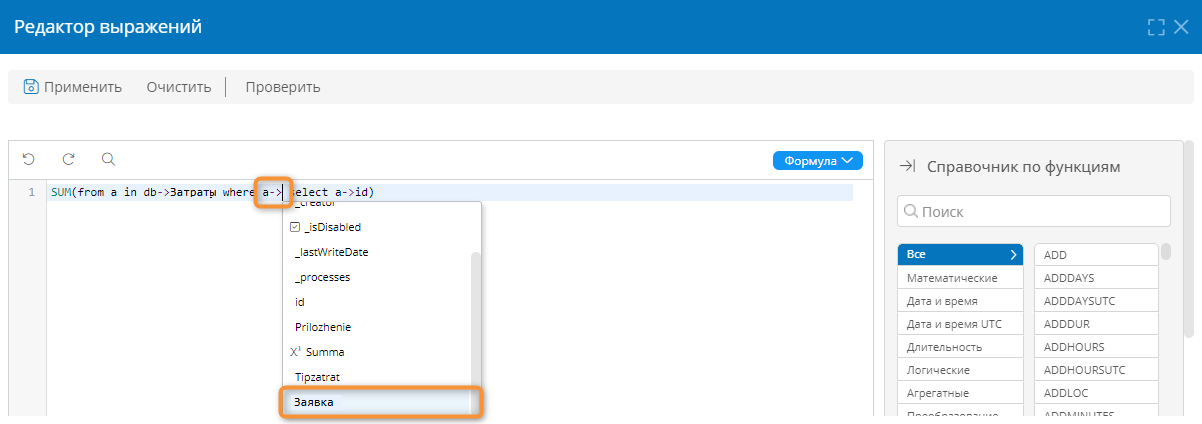 Редактор выражений
Применить Очистить Проверить
Формула
1 SUM(from a in db->Затраты where a-> select a->id)
_creator
_isDisabled
_lastWriteDate
_processes
id
Prilozhenie
X¹ Summa
Tipzatrat
Заявка
Справочник по функциям
Поиск
Все
Математические
Дата и время
Дата и время UTC
Длительность
Логические
Агрегатные
Преобразование
ADD
ADDDAYS
ADDDAYSUTC
ADDDUR
ADDHOURS
ADDHOURSUTC
ADDLOC
ADDMINUTES